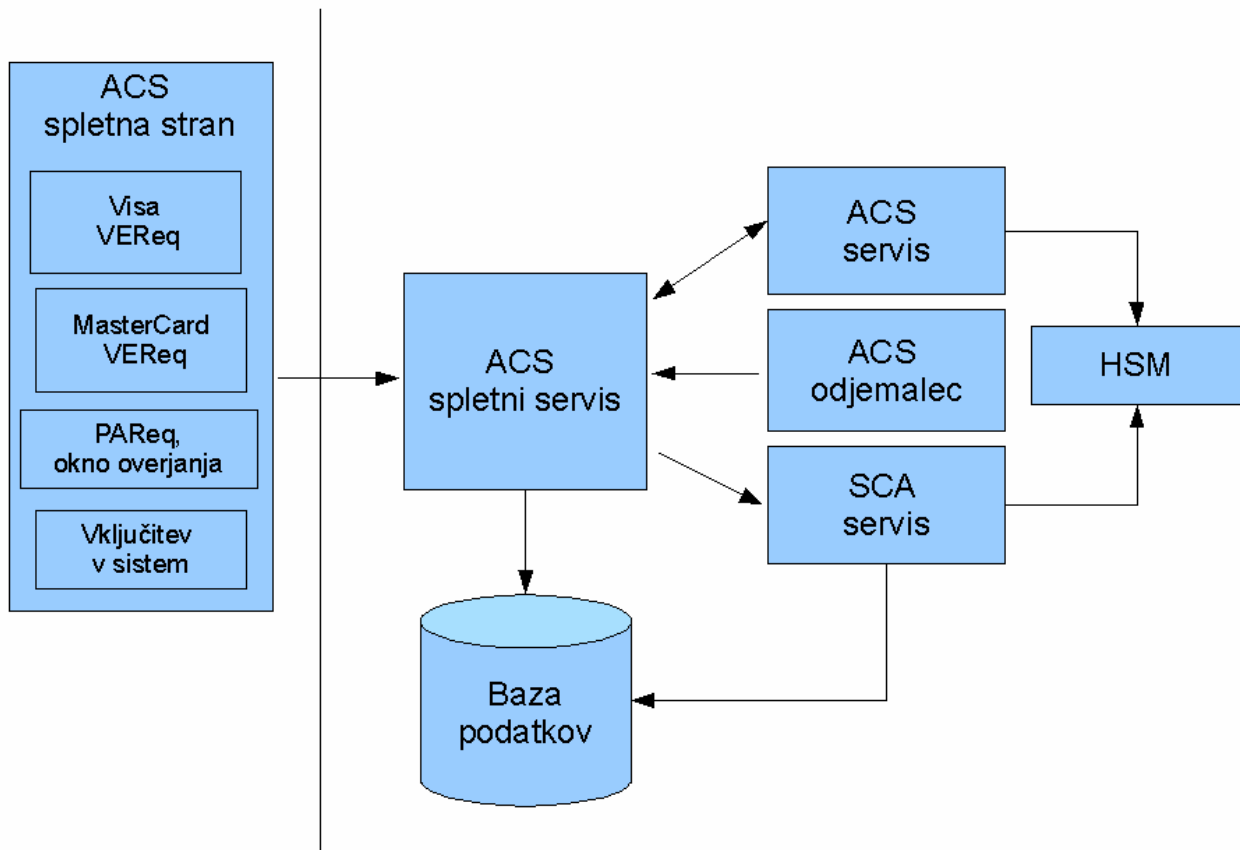 ACS
spletna stran
Visa
VEReq
MasterCard
VEReq
PAReq,
okno overjanja
Vključitev
v sistem
ACS
spletni servis
ACS
servis
ACS
odjemalec
SCA
servis
HSM
Baza
podatkov